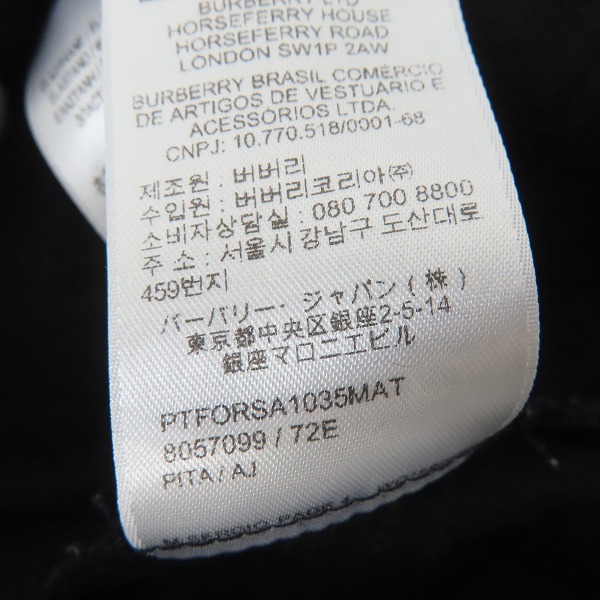 BURBERRY LTD
HORSEFERRY HOUSE
HORSEFERRY ROAD
LONDON SW1P 2AW
BURBERRY BRASIL COMÉRCIO
DE ARTIGOS DE VESTUARIO E
ACESSÓRIOS LTDA.
CNPJ: 10.770.518/0001-68
제조원 : 버버리
수입원 : 버버리코리아㈜
소비자상담실 : 080 700 8800
주 소 : 서울시 강남구 도산대로
459번지
バーバリー・ジャパン(株)
東京都中央区銀座2-5-14
銀座マロニエビル
PTFORSA1035MAT
8057099 / 72E
PITA / AJ